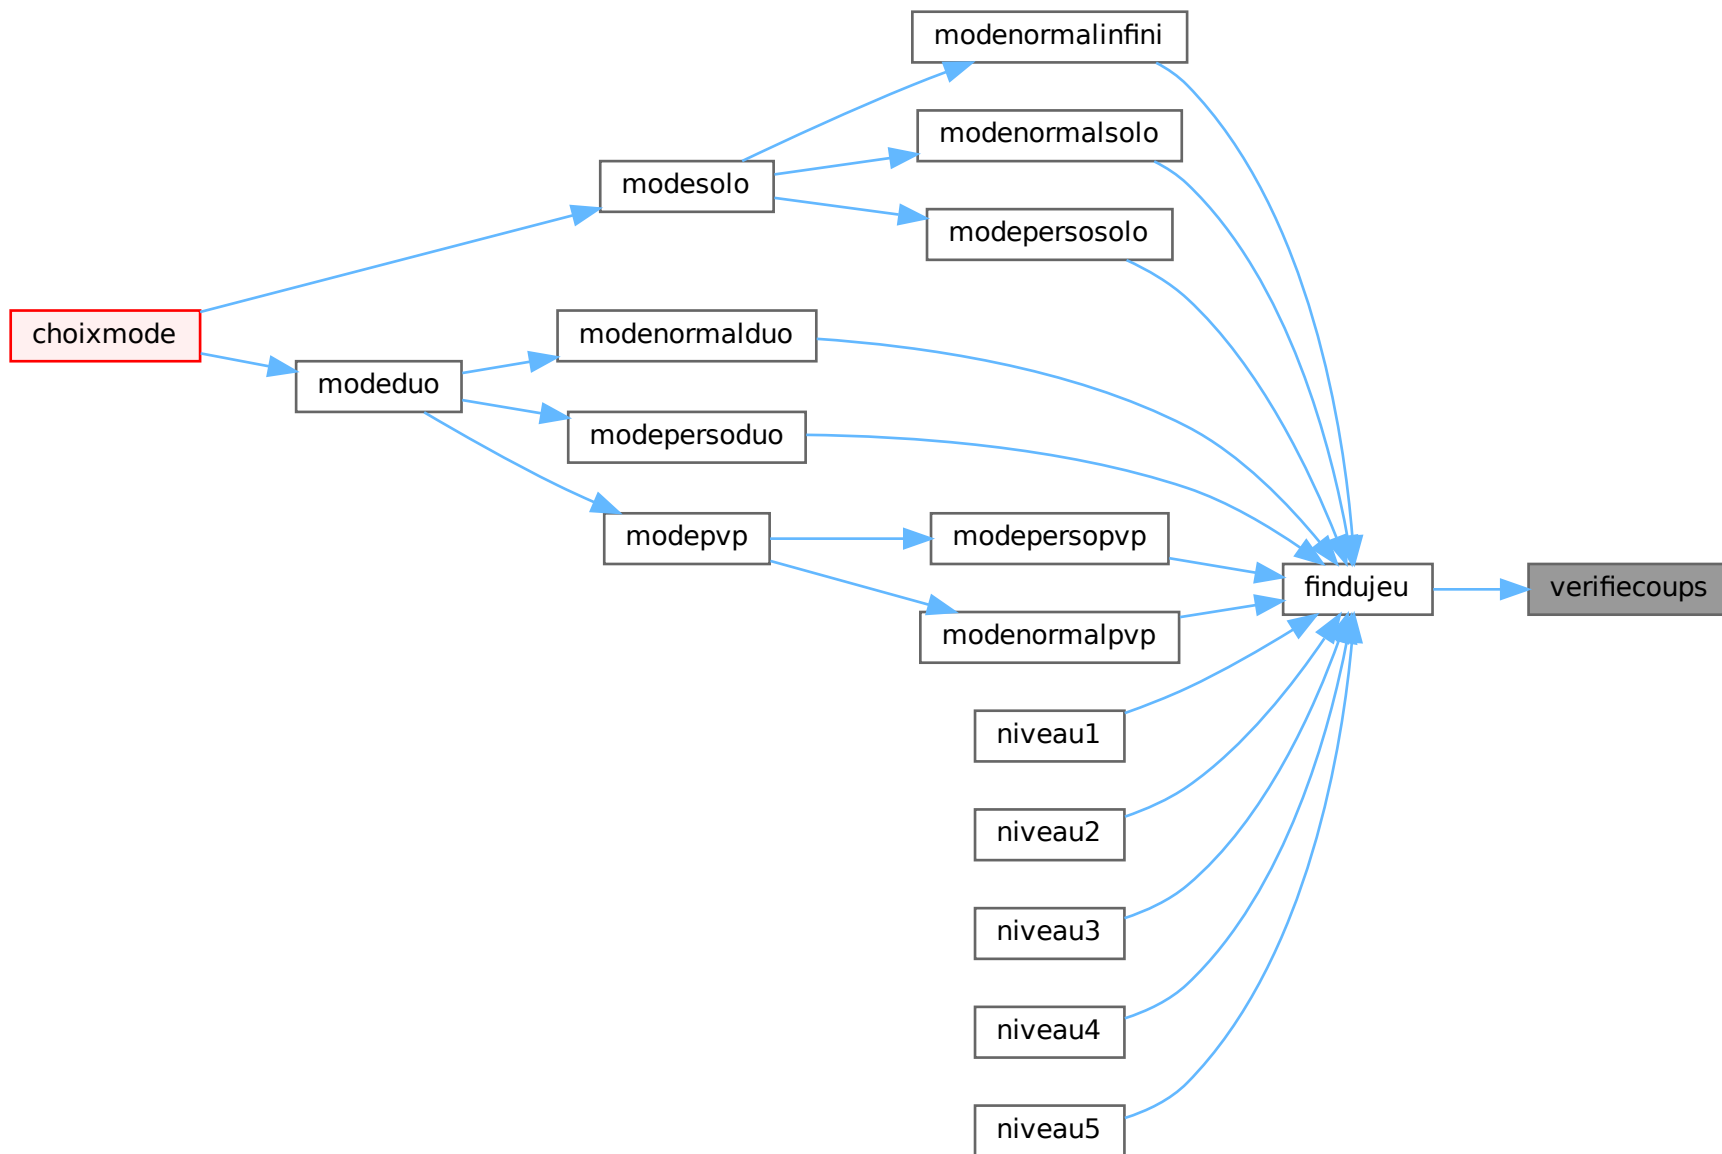 modenormalinfini
modenormalsolo
modesolo
modepersosolo
choixmode
modenormalduo
modeduo
modepersoduo
modepvp
modepersopvp
findujeu
verifiecoups
modenormalpvp
niveau1
niveau2
niveau3
niveau4
niveau5